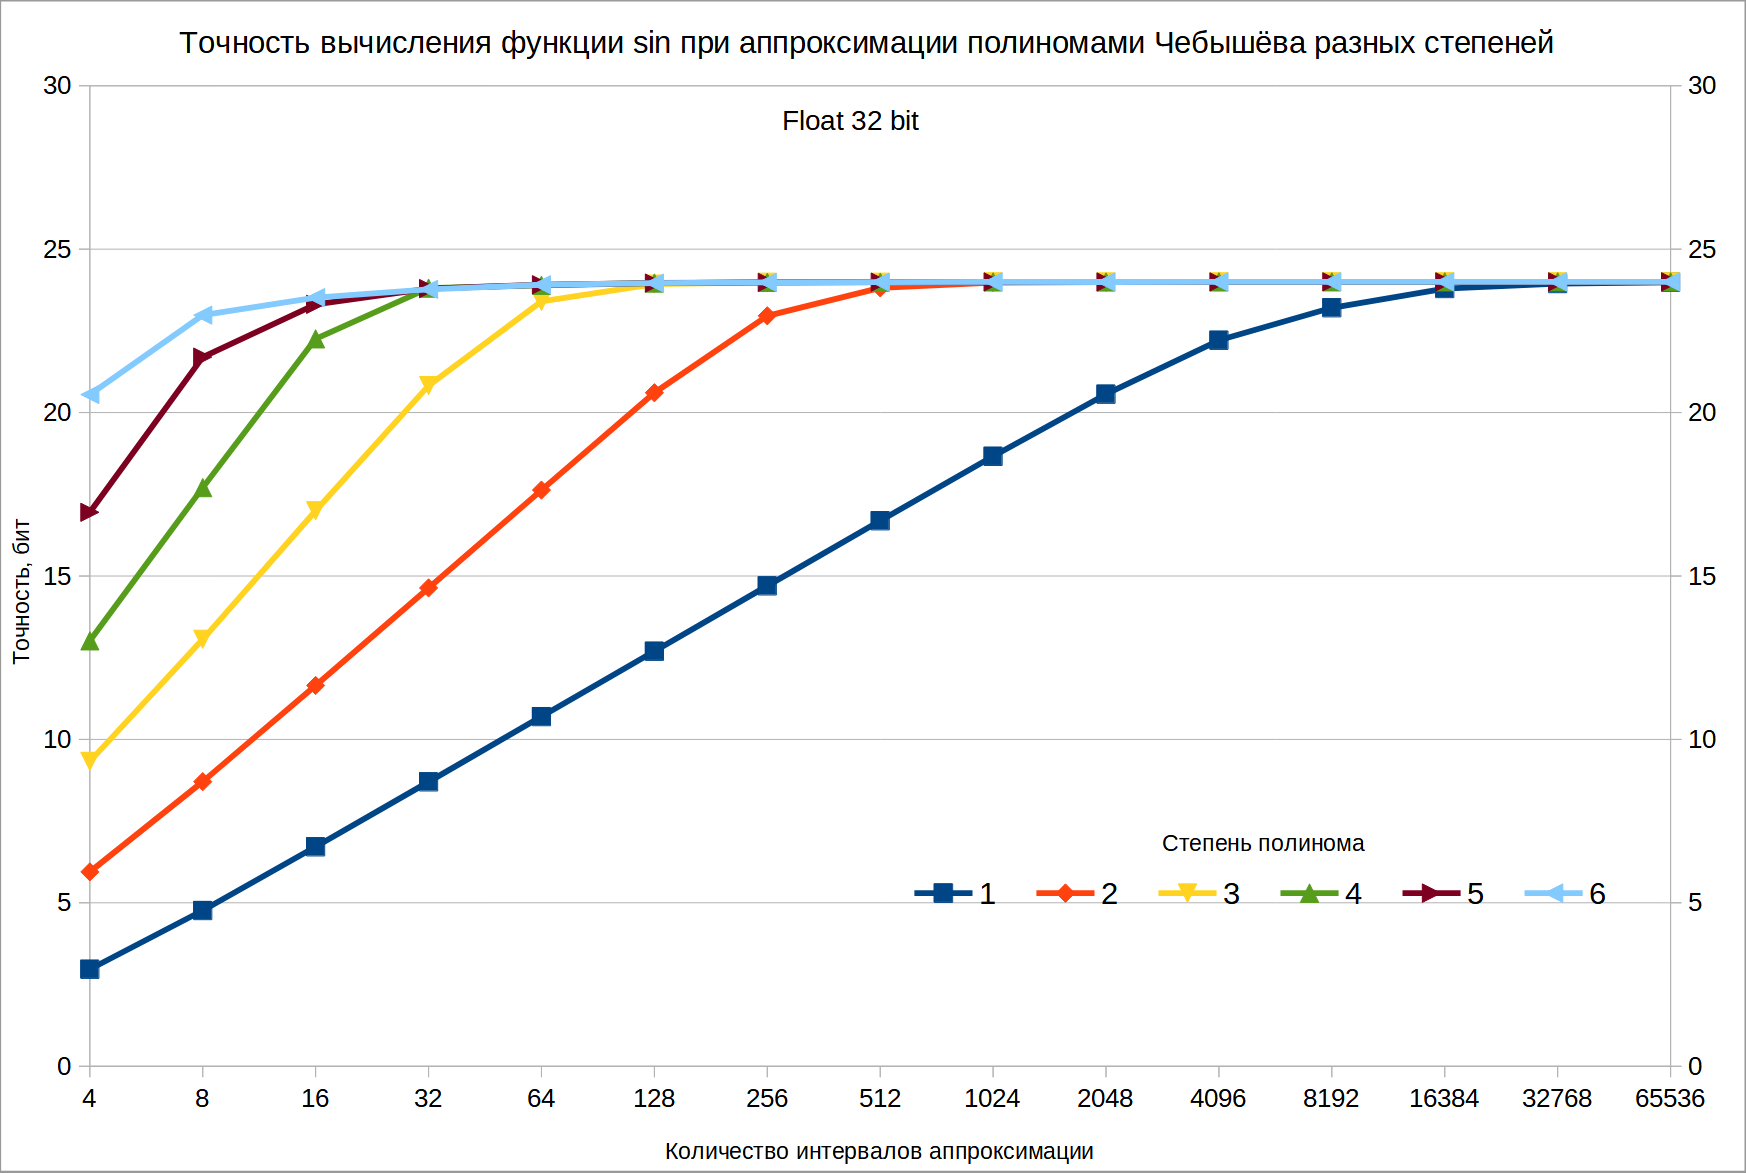 Точность вычисления функции sin при аппроксимации полиномами Чебышёва разных степеней
Float 32 bit
30
25
20
15
10
5
0
30
25
20
15
10
5
0
Точность, бит
Степень полинома
1 2 3 4 5 6
4 8 16 32 64 128 256 512 1024 2048 4096 8192 16384 32768 65536
Количество интервалов аппроксимации